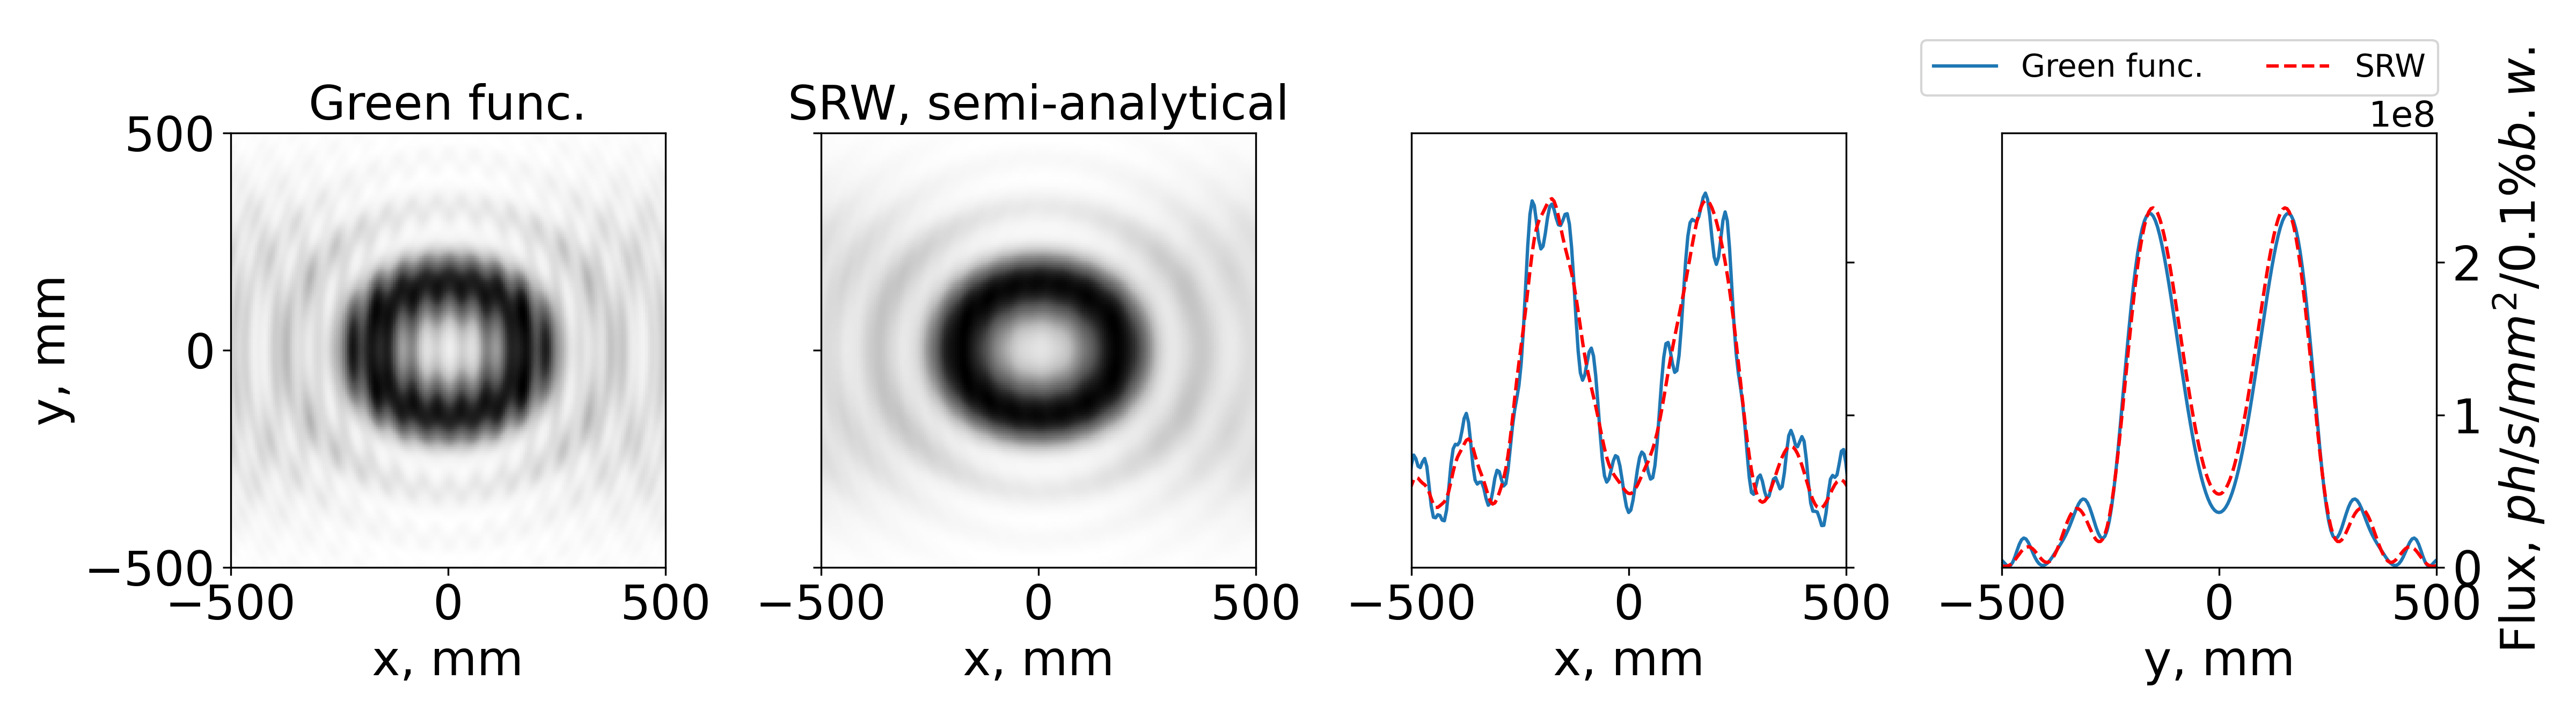 Green func.
SRW
1e8
Green func.
SRW, semi-analytical
500
0
−500
y, mm
−500 0 500
x, mm
−500 0 500
x, mm
−500 0 500
x, mm
2
1
0
−500 0 500
y, mm
Flux, ph/s/mm²/0.1%b.w.